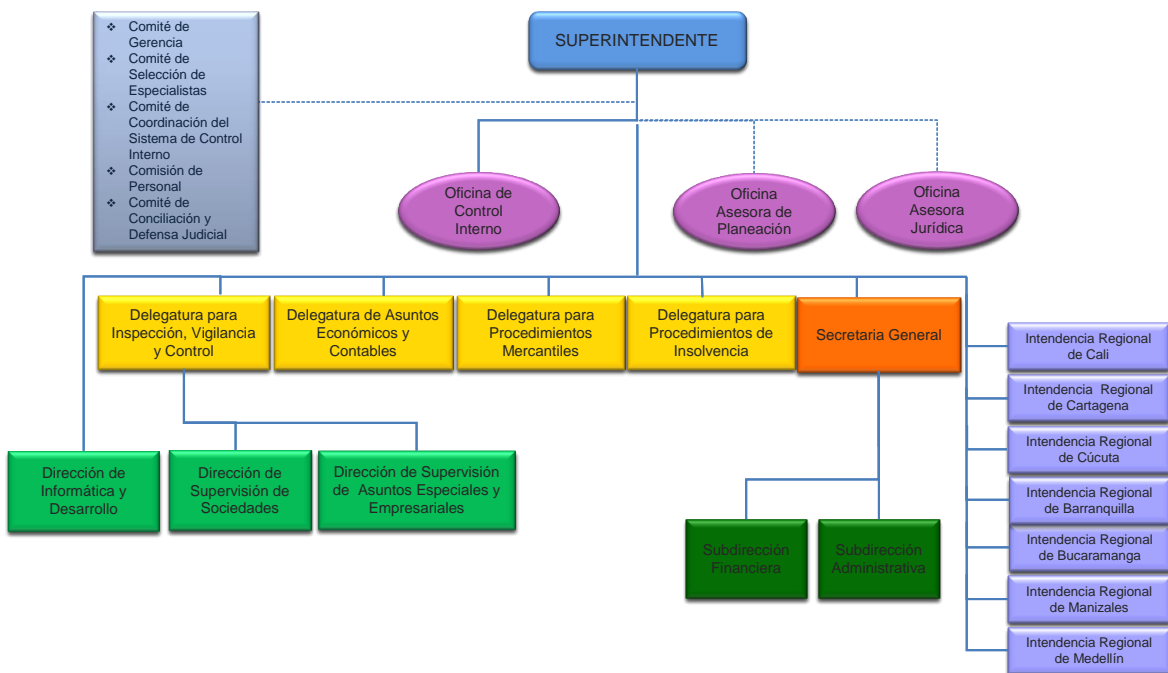 SUPERINTENDENTE
❖ Comité de
Gerencia
❖ Comité de
Selección de
Especialistas
❖ Comité de
Coordinación del
Sistema de Control
Interno
❖ Comisión de
Personal
❖ Comité de
Conciliación y
Defensa Judicial
Oficina de
Control
Interno
Oficina
Asesora de
Planeación
Oficina
Asesora
Jurídica
Delegatura para
Inspección, Vigilancia
y Control
Delegatura de Asuntos
Económicos y
Contables
Delegatura para
Procedimientos
Mercantiles
Delegatura para
Procedimientos de
Insolvencia
Secretaria General
Dirección de
Informática y
Desarrollo
Dirección de
Supervisión de
Sociedades
Dirección de Supervisión
de Asuntos Especiales y
Empresariales
Subdirección
Financiera
Subdirección
Administrativa
Intendencia Regional
de Cali
Intendencia Regional
de Cartagena
Intendencia Regional
de Cúcuta
Intendencia Regional
de Barranquilla
Intendencia Regional
de Bucaramanga
Intendencia Regional
de Manizales
Intendencia Regional
de Medellín